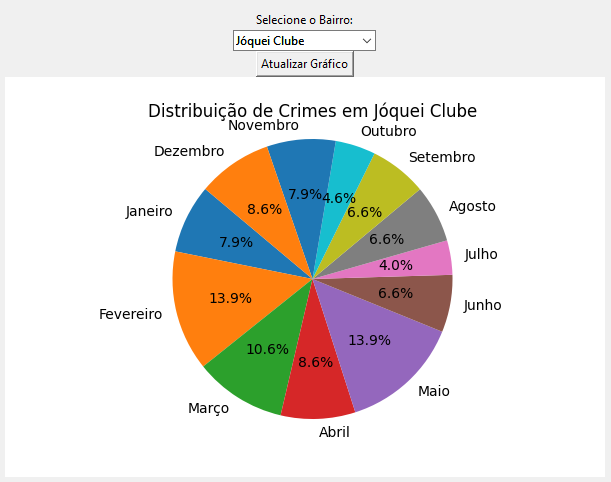 Selecione o Bairro:
Jóquei Clube
Atualizar Gráfico
Distribuição de Crimes em Jóquei Clube
Novembro
Outubro
Dezembro
Setembro
7.9%
4.6%
8.6%
6.6%
Janeiro
Agosto
7.9%
6.6%
Julho
4.0%
Fevereiro
13.9%
6.6%
Junho
10.6%
13.9%
8.6%
Maio
Março
Abril